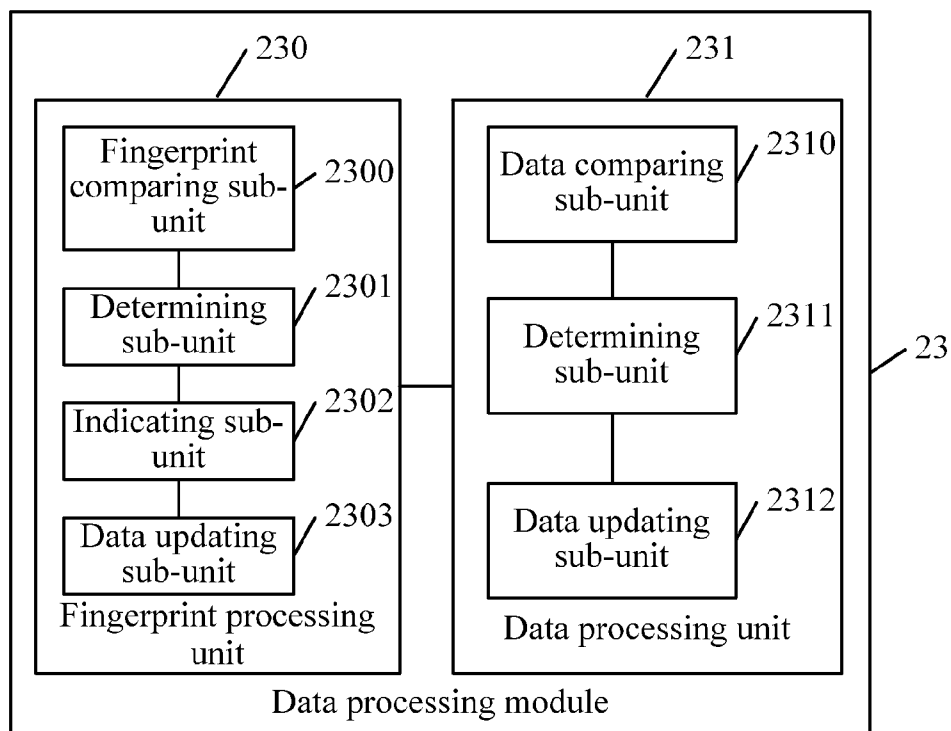 230
231
Fingerprint
comparing sub-
unit
2300
Determining
sub-unit
2301
Indicating sub-
unit
2302
Data updating
sub-unit
2303
Fingerprint processing
unit
Data comparing
sub-unit
2310
Determining
sub-unit
2311
Data updating
sub-unit
2312
Data processing unit
23
Data processing module